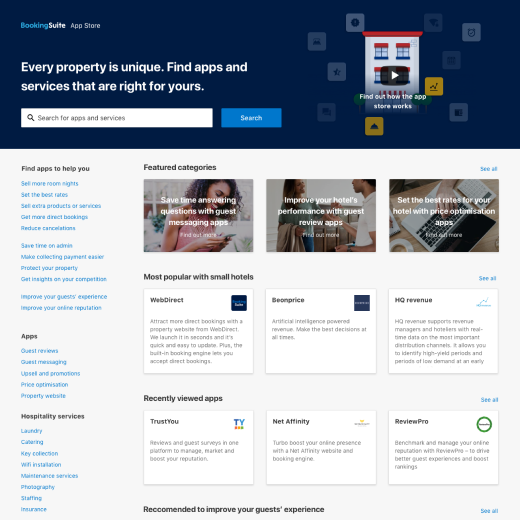 BookingSuite App Store
Every property is unique. Find apps and
services that are right for yours.
Search for apps and services
Search
Find out how the app
store works
Find apps to help you
Sell more room nights
Set the best rates
Sell extra products or services
Get more direct bookings
Reduce cancelations
Save time on admin
Make collecting payment easier
Protect your property
Get insights on your competition
Improve your guests' experience
Improve your online reputation
Apps
Guest reviews
Guest messaging
Upsell and promotions
Price optimisation
Property website
Hospitality services
Laundry
Catering
Key collection
Wifi installation
Maintenance services
Photography
Staffing
Insurance
Featured categories
See all
Save time answering
questions with guest
messaging apps
Find out more
Improve your hotel's
performance with guest
review apps
Find out more
Set the best rates for your
hotel with price optimisation
apps
Find out more
Most popular with small hotels
See all
WebDirect
Attract more direct bookings with a
property website from WebDirect.
We launch it in seconds and it's
quick and easy to update. Plus, the
built-in booking engine lets you
accept direct bookings.
Beonprice
Artificial intelligence powered
revenue. Make the best decisions at
all times.
HQ revenue
HQ revenue supports revenue
managers and hoteliers with real-
time data on the most important
distribution channels. It allows you
to identify high-yield periods and
periods of low demand at an early
Recently viewed apps
See all
TrustYou
TY
Reviews and guest surveys in one
platform to manage, market and
boost your reputation.
Net Affinity
Turbo boost your online presence
with a Net Affinity website and
booking engine.
ReviewPro
Benchmark and manage your online
reputation with ReviewPro – to drive
better guest experiences and boost
rankings
Reccomended to improve your guests' experience
See all